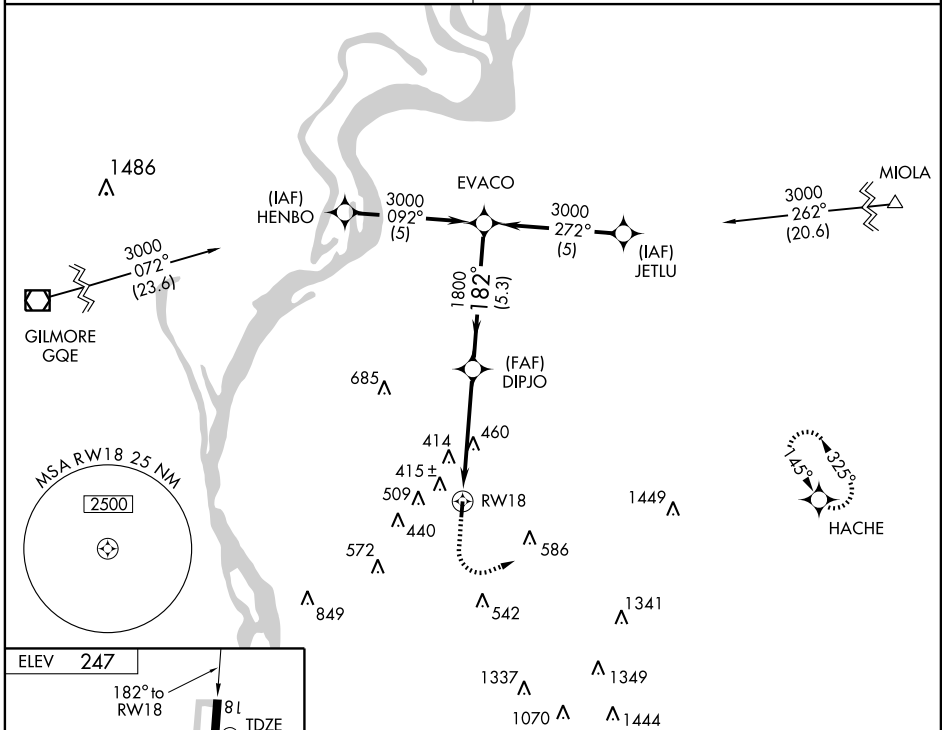 1486
(IAF)
HENBO
3000
092°
(5)
EVACO
3000
272°
(5)
(IAF)
JETLU
3000
262°
(20.6)
MIOLA
3000
072°
(23.6)
GILMORE
GQE
1800
182°
(5.3)
(FAF)
DIPJO
685
414
460
415±
509
RW18
440
572
586
849
542
1449
145°
325°
HACHE
1341
1349
1337
1070
1444
MSA RW18 25 NM
2500
ELEV 247
182° to
RW18
18
TDZE